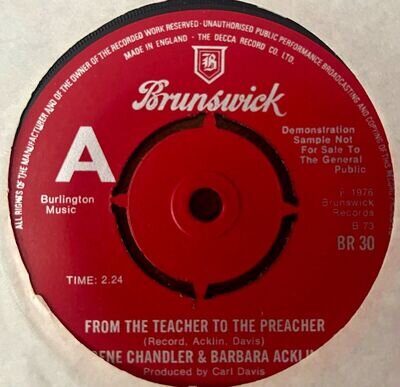 ALL RIGHTS OF THE MANUFACTURER AND OF THE OWNER OF THE RECORDED WORK RESERVED · UNAUTHORISED PUBLIC PERFORMANCE BROADCASTING AND COPYING OF THIS RECORD
MADE IN ENGLAND · THE DECCA RECORD CO. LTD.
B
Brunswick
A
Burlington
Music
Demonstration
Sample Not
For Sale To
The General
Public
1976
Brunswick
Records
B 73
BR 30
TIME: 2.24
FROM THE TEACHER TO THE PREACHER
(Record, Acklin, Davis)
GENE CHANDLER & BARBARA ACKLIN
Produced by Carl Davis